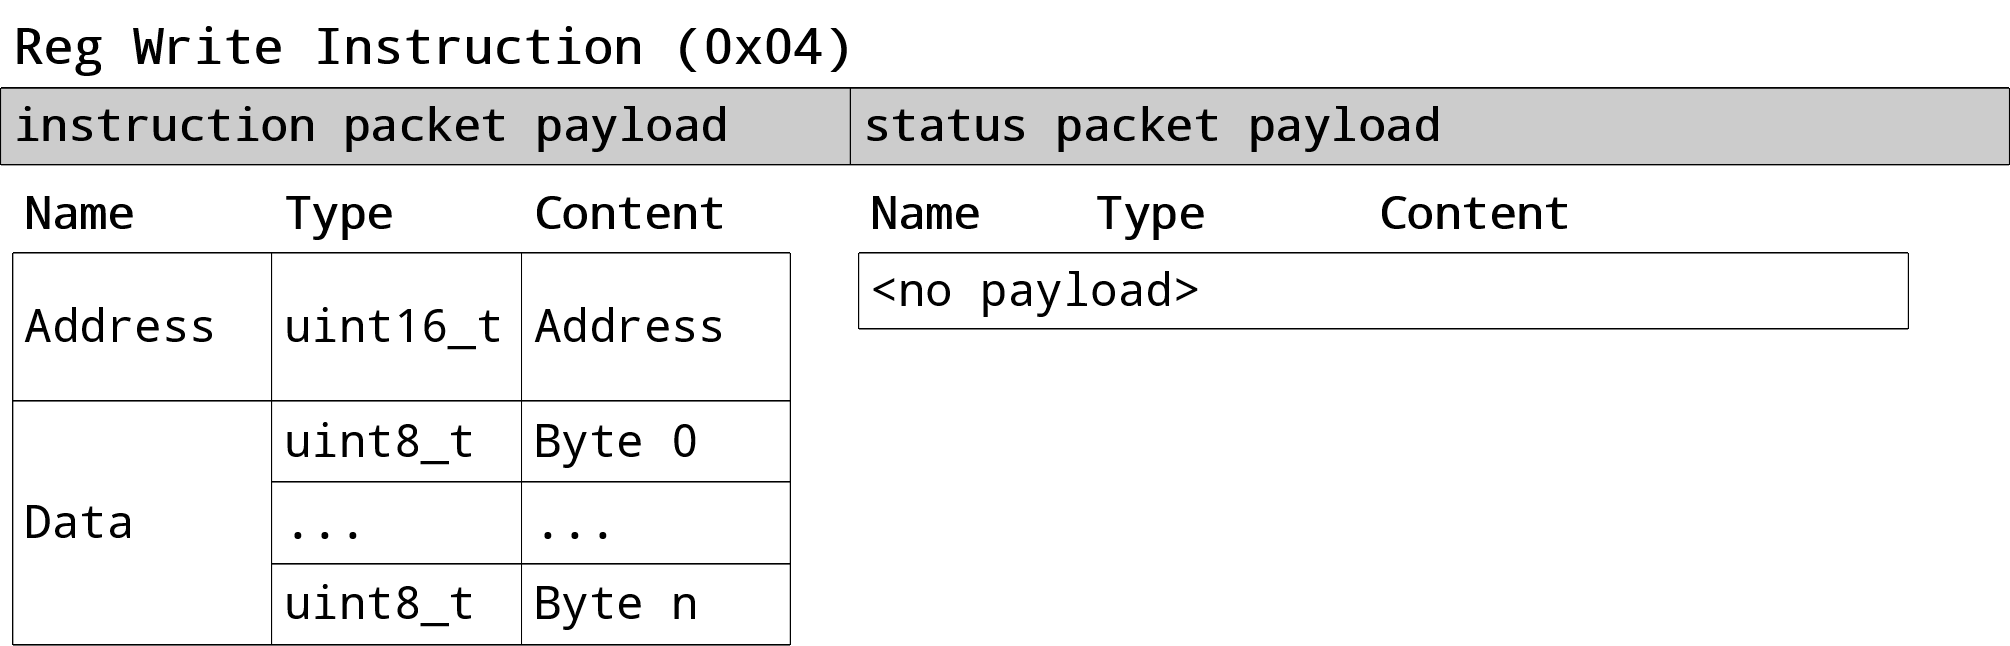 Reg Write Instruction (0x04)
instruction packet payload status packet payload
Name Type Content Name Type Content
Address uint16_t Address <no payload>
Data
uint8_t Byte 0
... ...
uint8_t Byte n